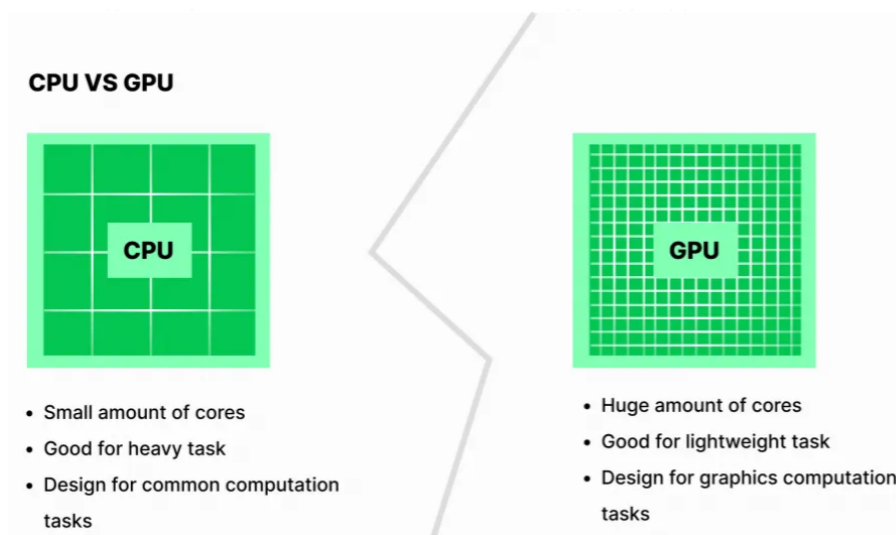 CPU VS GPU
CPU
• Small amount of cores
• Good for heavy task
• Design for common computation
tasks
GPU
• Huge amount of cores
• Good for lightweight task
• Design for graphics computation
tasks